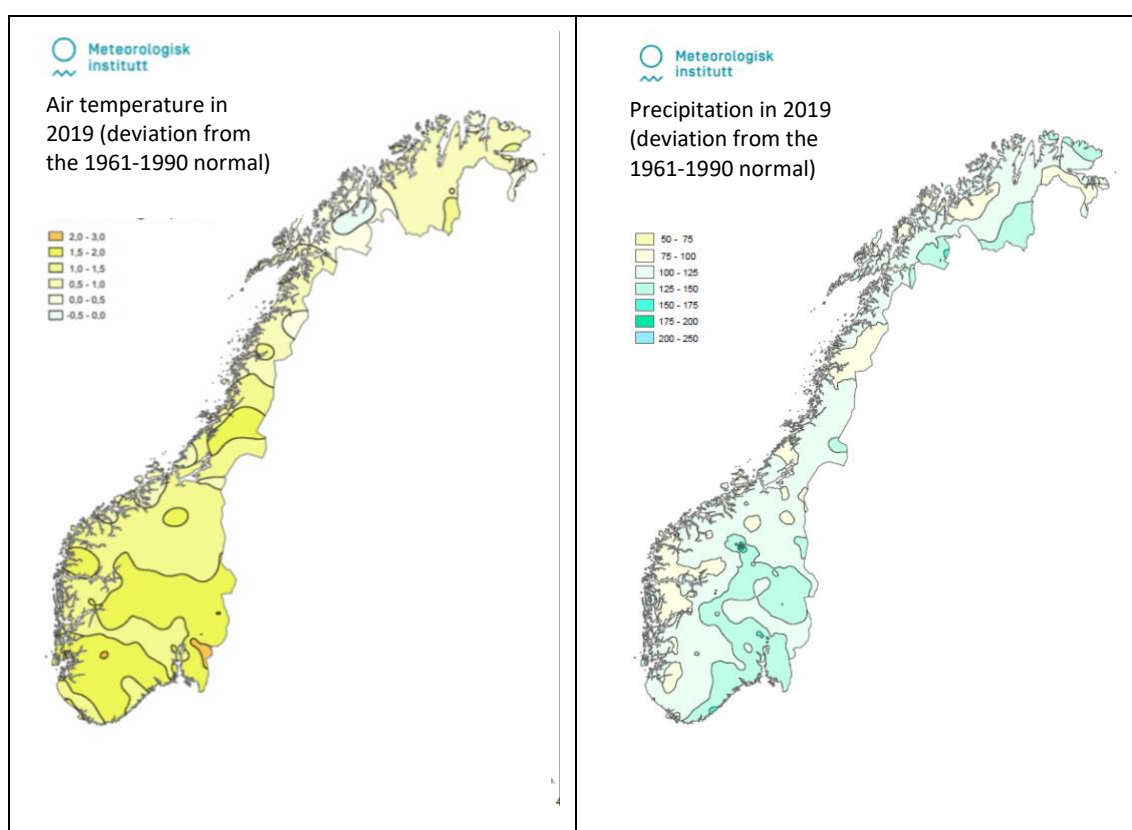 Meteorologisk
institutt
Air temperature in
2019 (deviation from
the 1961-1990 normal)
2,0 - 3,0
1,5 - 2,0
1,0 - 1,5
0,5 - 1,0
0,0 - 0,5
-0,5 - 0,0
Meteorologisk
institutt
Precipitation in 2019
(deviation from the
1961-1990 normal)
50 - 75
75 - 100
100 - 125
125 - 150
150 - 175
175 - 200
200 - 250